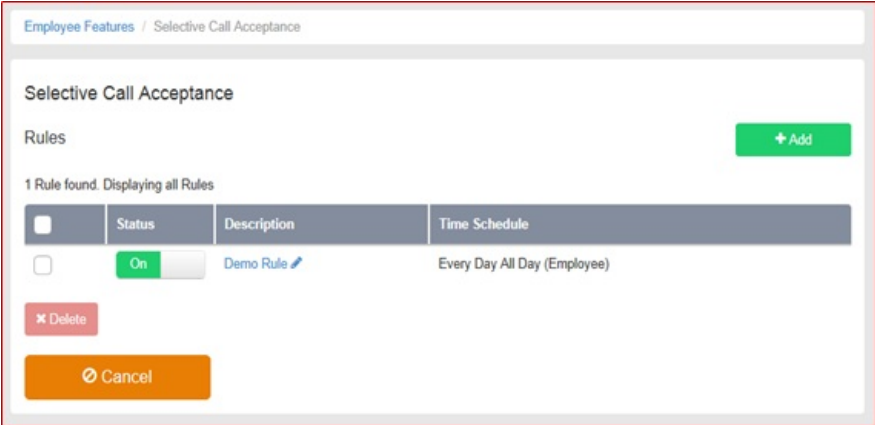 Employee Features / Selective Call Acceptance
Selective Call Acceptance
Rules
+ Add
1 Rule found. Displaying all Rules
Status Description Time Schedule
On Demo Rule Every Day All Day (Employee)
✖ Delete
⊘ Cancel